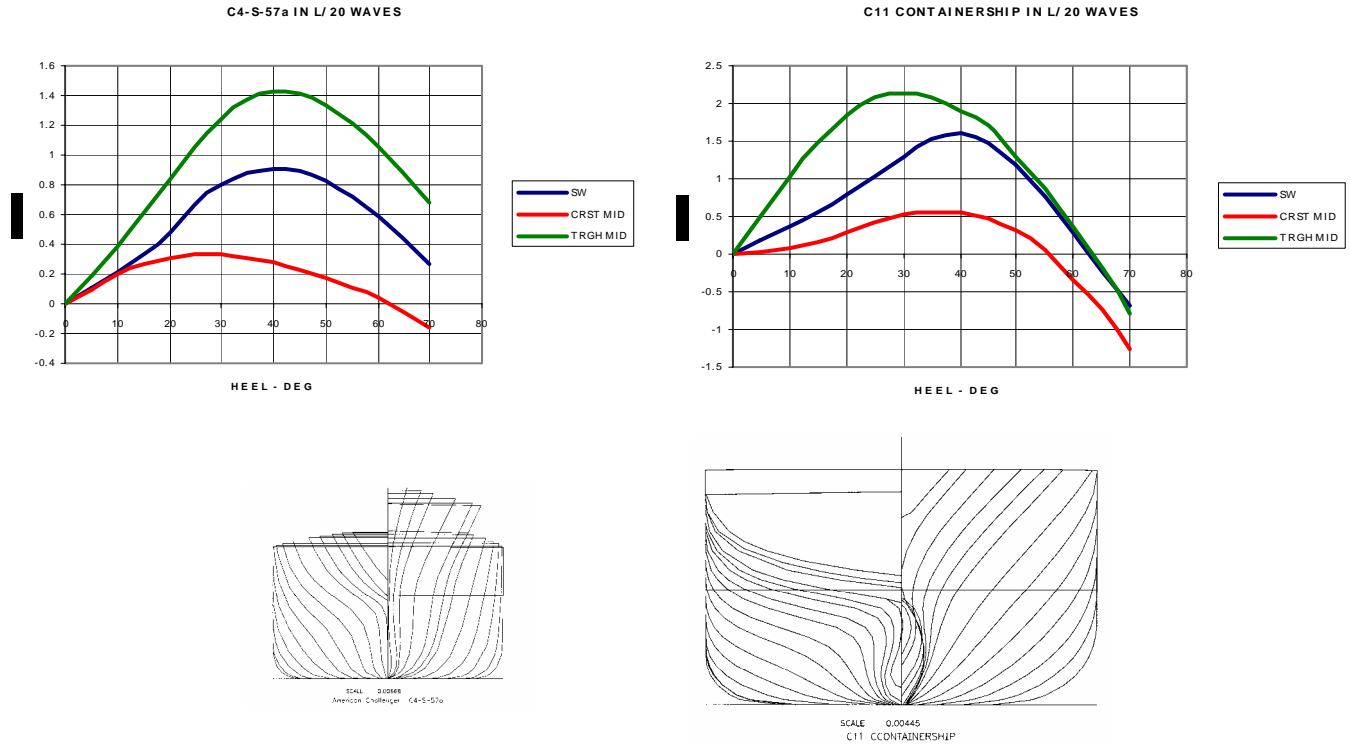 C4-S-57a IN L/ 20 WAVES
1.6
1.4
1.2
1
0.8
0.6
0.4
0.2
0
-0.2
-0.4
0 10 20 30 40 50 60 70 80
HEEL - DEG
SW
CRST MID
TRGH MID
C11 CONTAINERSHIP IN L/ 20 WAVES
2.5
2
1.5
1
0.5
0
-0.5
-1
-1.5
0 10 20 30 40 50 60 70 80
HEEL - DEG
SW
CRST MID
TRGH MID
American Challenger C4-S-57a
SCALE 0.00445
C11 CCONTAINERSHIP